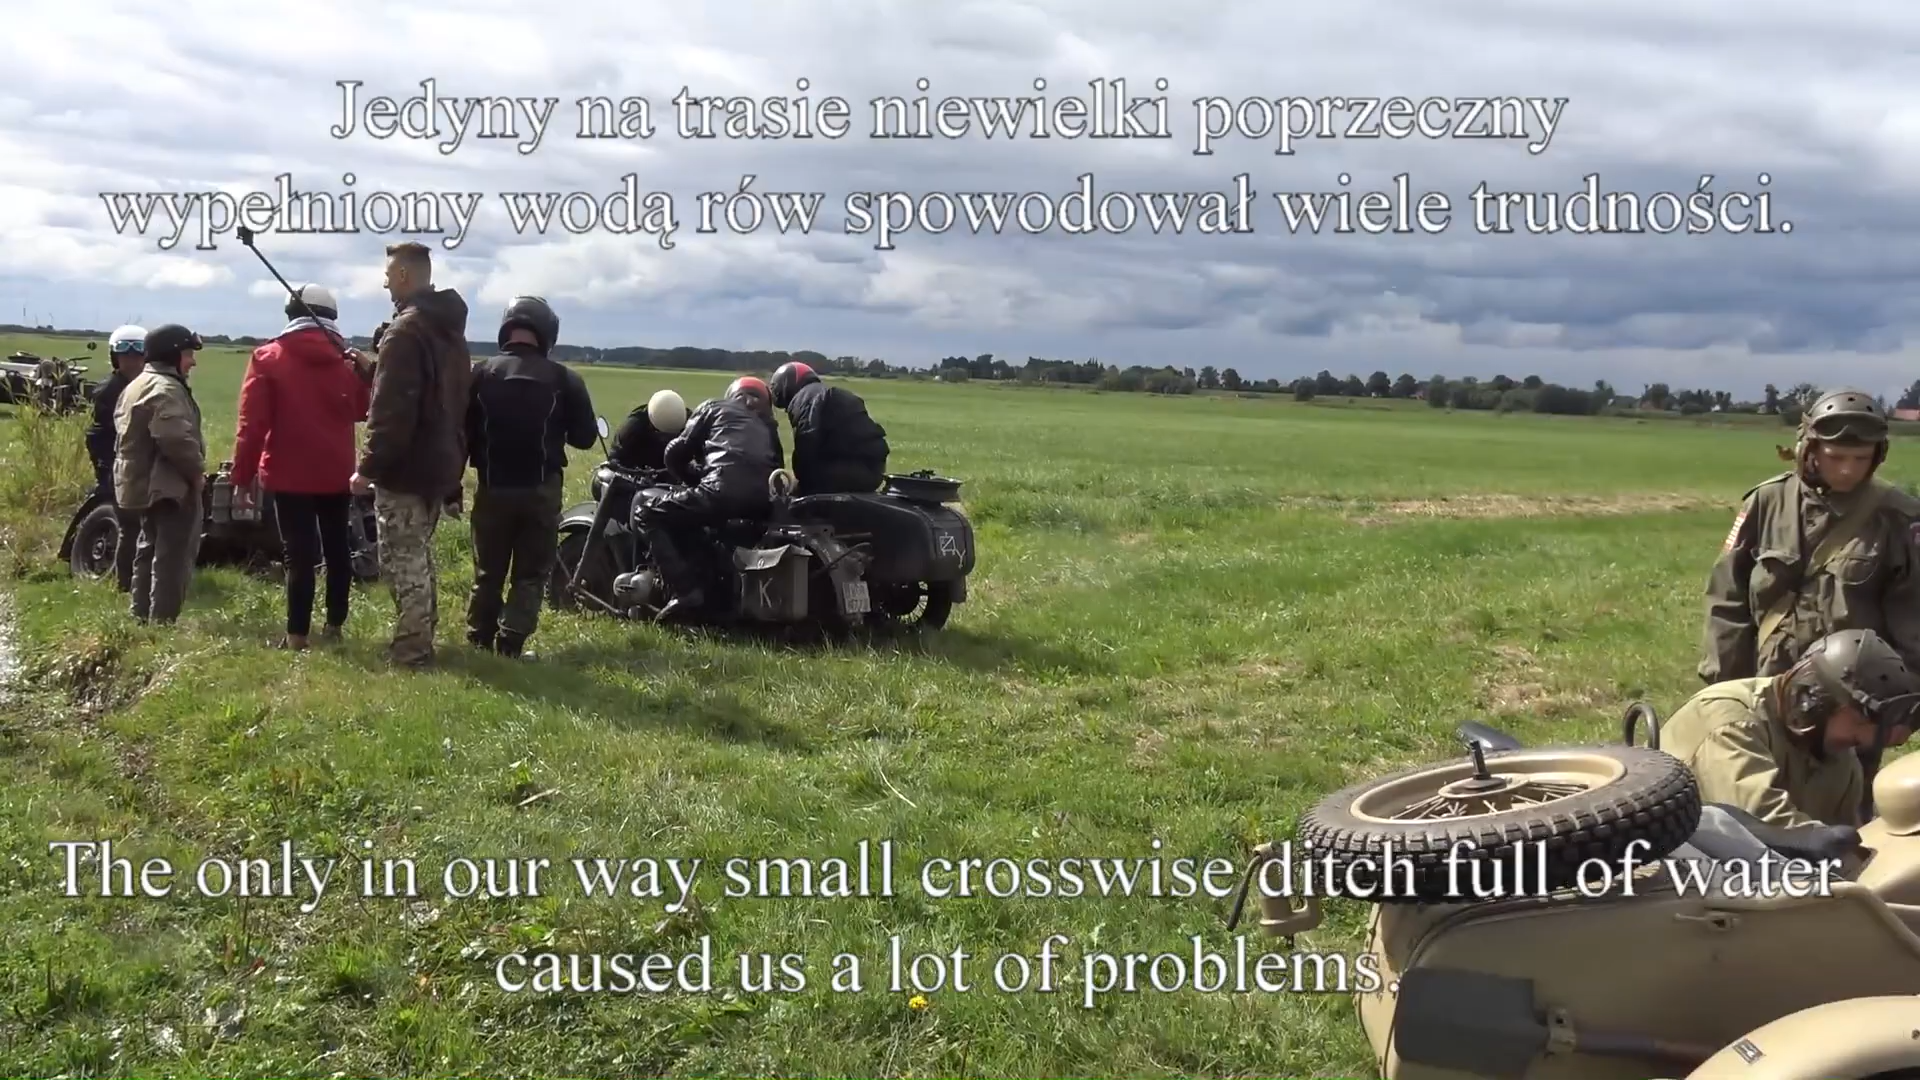 Jedyny na trasie niewielki poprzeczny
wypełniony wodą rów spowodował wiele trudności.
K
The only in our way small crosswise ditch full of water
caused us a lot of problems.